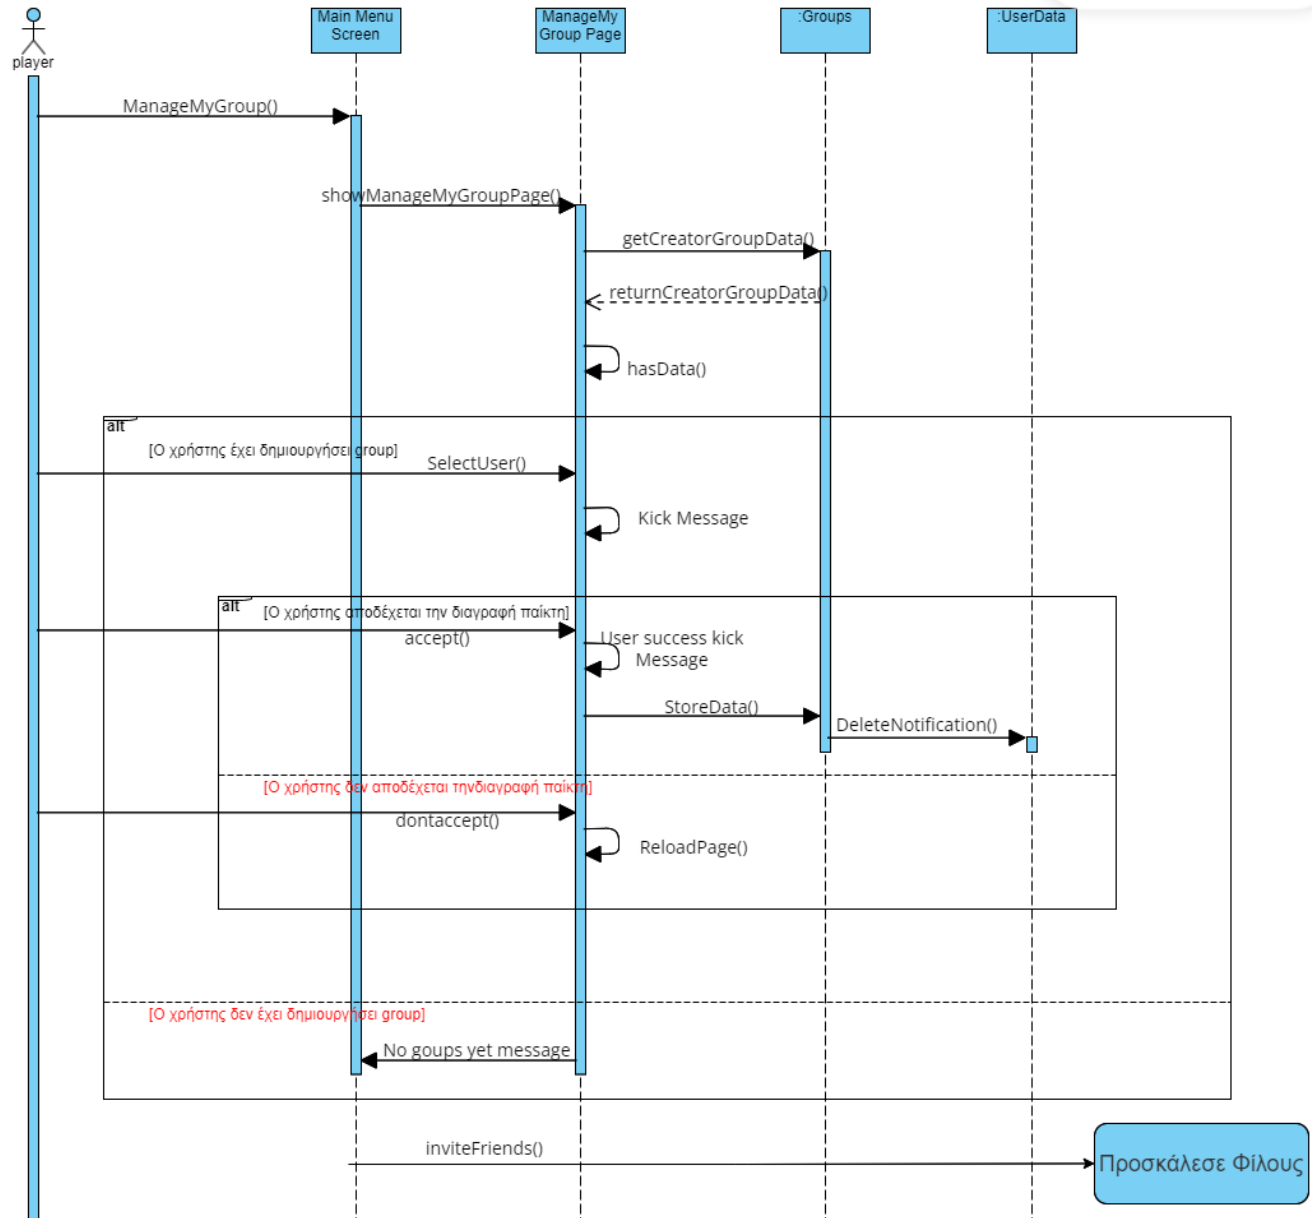 Main Menu
Screen
ManageMy
Group Page
:Groups
:UserData
player
ManageMyGroup()
showManageMyGroupPage()
getCreatorGroupData()
returnCreatorGroupData()
hasData()
alt
[Ο χρήστης έχει δημιουργήσει group]
SelectUser()
Kick Message
alt
[Ο χρήστης αποδέχεται την διαγραφή παίκτη]
accept()
User success kick
Message
StoreData()
DeleteNotification()
[Ο χρήστης δεν αποδέχεται τηνδιαγραφή παίκτη]
dontaccept()
ReloadPage()
[Ο χρήστης δεν έχει δημιουργήσει group]
No goups yet message
inviteFriends()
Προσκάλεσε Φίλους